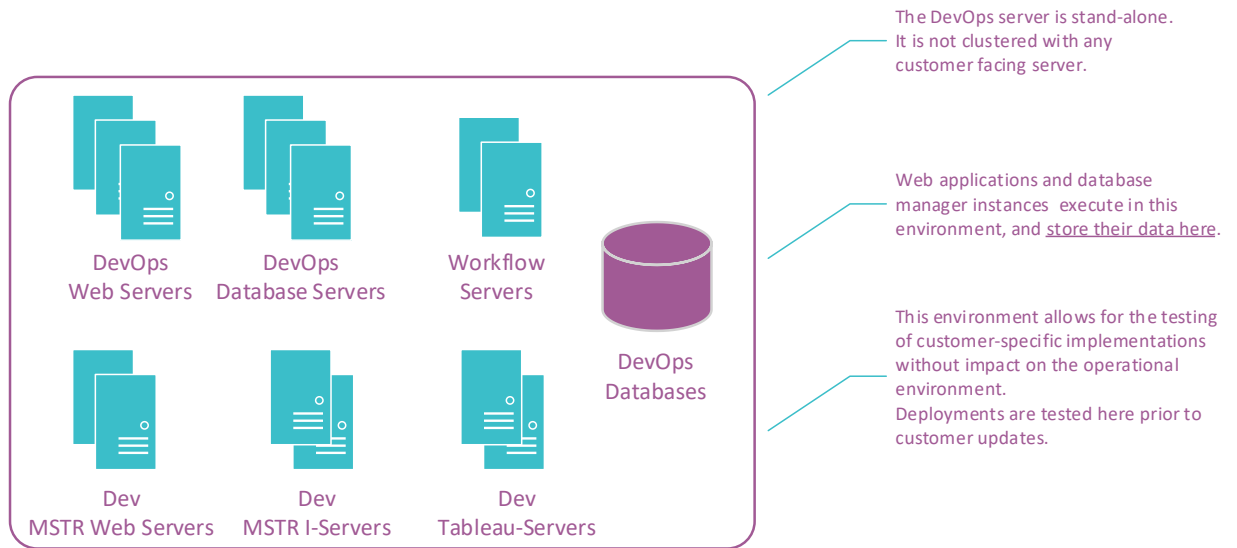 The DevOps server is stand-alone.
It is not clustered with any
customer facing server.
DevOps
Web Servers
DevOps
Database Servers
Workflow
Servers
Web applications and database
manager instances execute in this
environment, and store their data here.
DevOps
Databases
This environment allows for the testing
of customer-specific implementations
without impact on the operational
environment.
Deployments are tested here prior to
customer updates.
Dev
MSTR Web Servers
Dev
MSTR I-Servers
Dev
Tableau-Servers